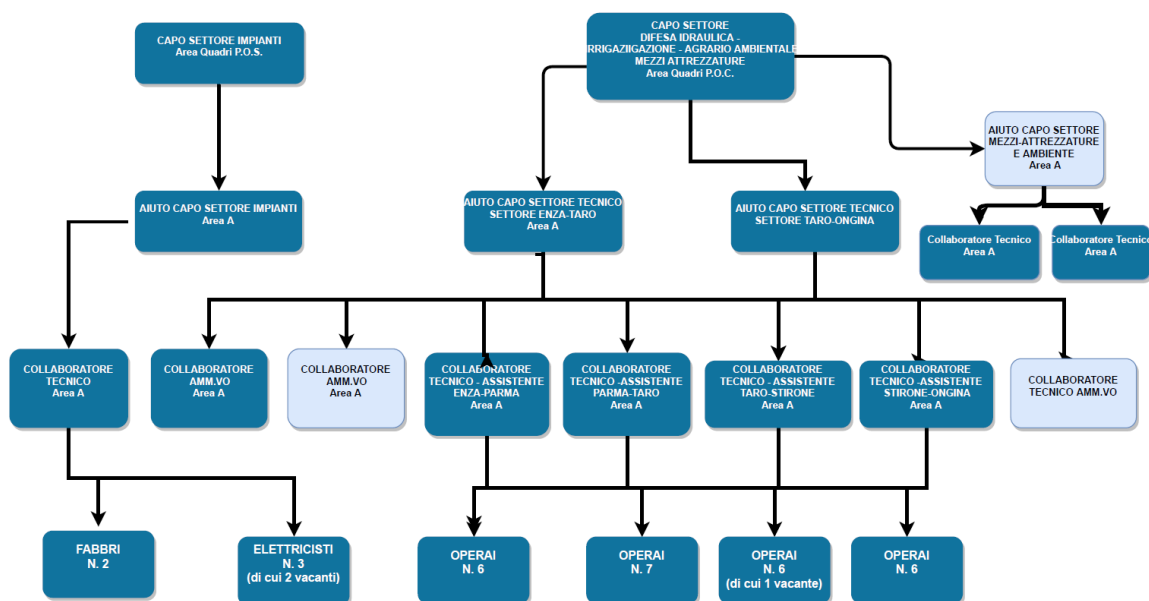 CAPO SETTORE IMPIANTI
Area Quadri P.O.S.
CAPO SETTORE
DIFESA IDRAULICA -
IRRIGAZIIGAZIONE - AGRARIO AMBIENTALE
MEZZI ATTREZZATURE
Area Quadri P.O.C.
AIUTO CAPO SETTORE
MEZZI-ATTREZZATURE
E AMBIENTE
Area A
AIUTO CAPO SETTORE IMPIANTI
Area A
AIUTO CAPO SETTORE TECNICO
SETTORE ENZA-TARO
Area A
AIUTO CAPO SETTORE TECNICO
SETTORE TARO-ONGINA
Collaboratore Tecnico
Area A
Collaboratore Tecnico
Area A
COLLABORATORE
TECNICO
Area A
COLLABORATORE
AMM.VO
Area A
COLLABORATORE
AMM.VO
Area A
COLLABORATORE
TECNICO - ASSISTENTE
ENZA-PARMA
Area A
COLLABORATORE
TECNICO -ASSISTENTE
PARMA-TARO
Area A
COLLABORATORE
TECNICO - ASSISTENTE
TARO-STIRONE
Area A
COLLABORATORE
TECNICO -ASSISTENTE
STIRONE-ONGINA
Area A
COLLABORATORE
TECNICO AMM.VO
FABBRI
N. 2
ELETTRICISTI
N. 3
(di cui 2 vacanti)
OPERAI
N. 6
OPERAI
N. 7
OPERAI
N. 6
(di cui 1 vacante)
OPERAI
N. 6